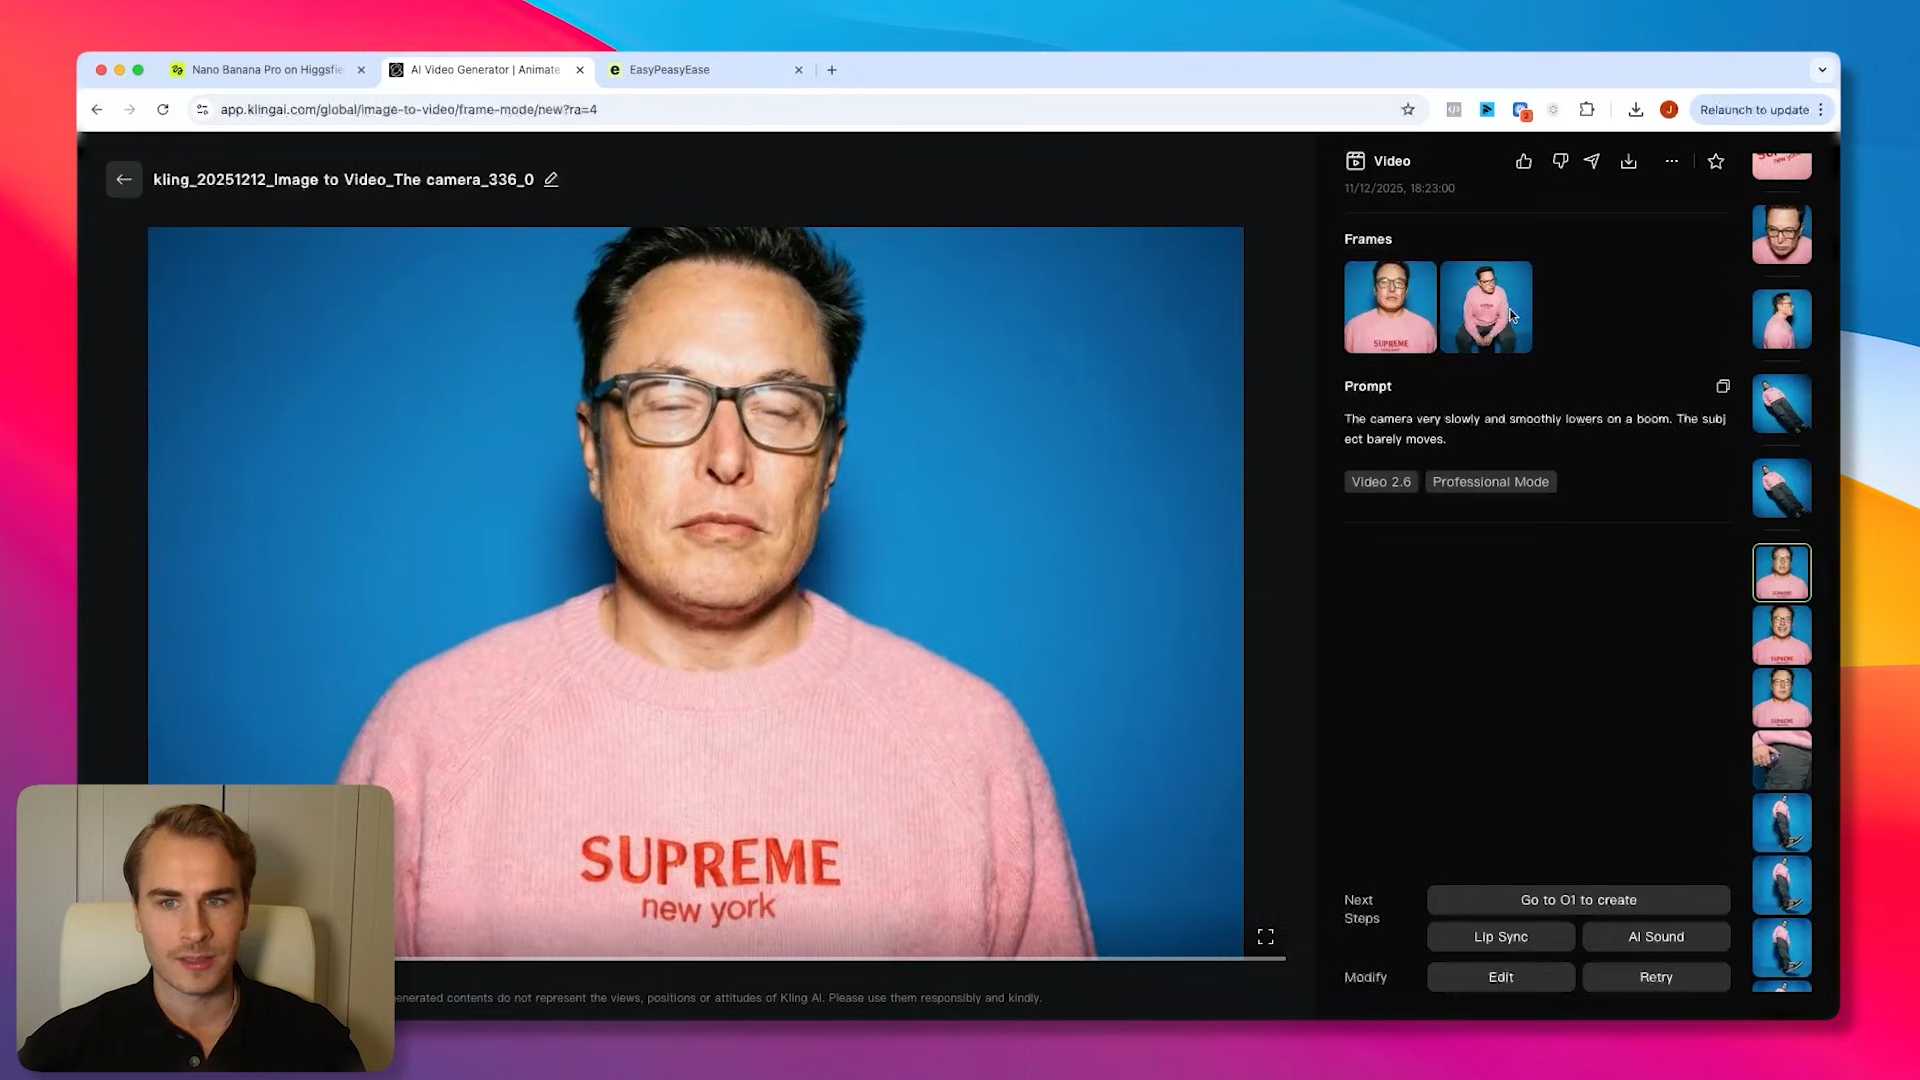 Nano Banana Pro on Higgsfie
AI Video Generator | Animate
EasyPeasyEase
app.klingai.com/global/image-to-video/frame-mode/new?ra=4
2
J
Relaunch to update
kling_20251212_Image to Video_The camera_336_0
Video
11/12/2025, 18:23:00
Frames
SUPREME
Prompt
The camera very slowly and smoothly lowers on a boom. The subj
ect barely moves.
Video 2.6
Professional Mode
SUPREME
new york
Next
Steps
Go to O1 to create
Lip Sync
AI Sound
Modify
Edit
Retry
enerated contents do not represent the views, positions or attitudes of Kling AI. Please use them responsibly and kindly.